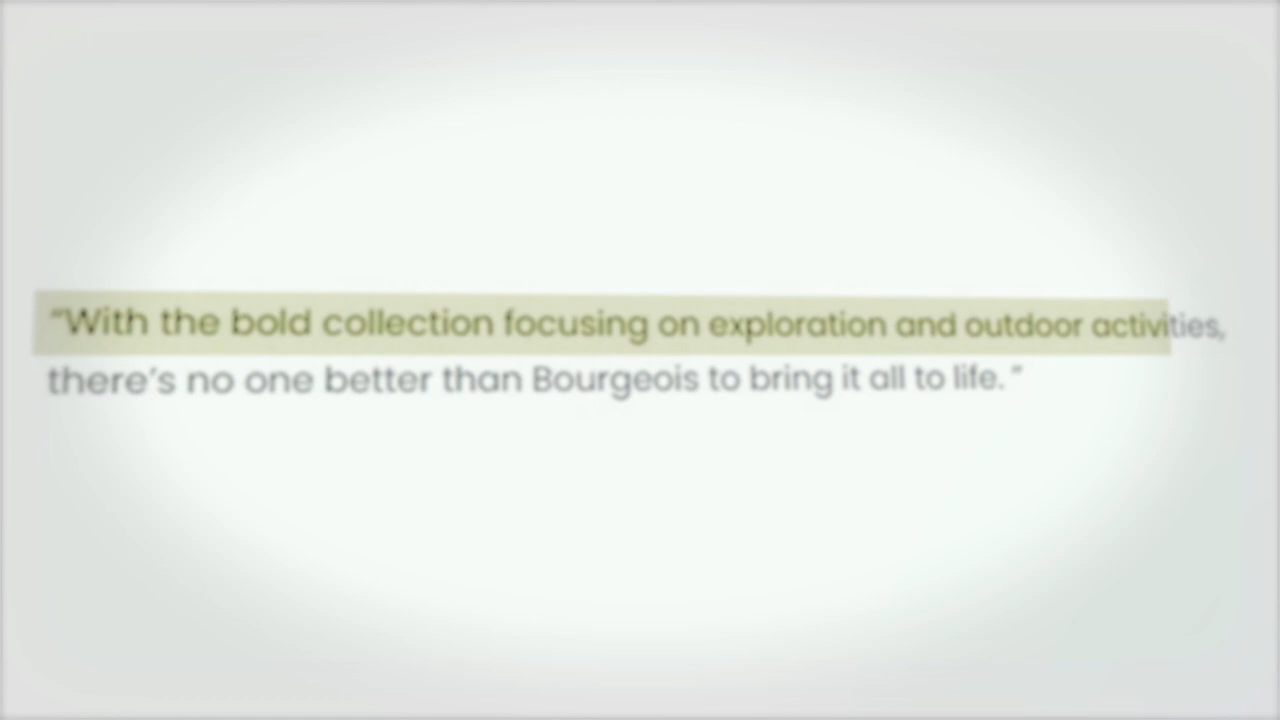 “With the bold collection focusing on exploration and outdoor activities,
there’s no one better than Bourgeois to bring it all to life.”